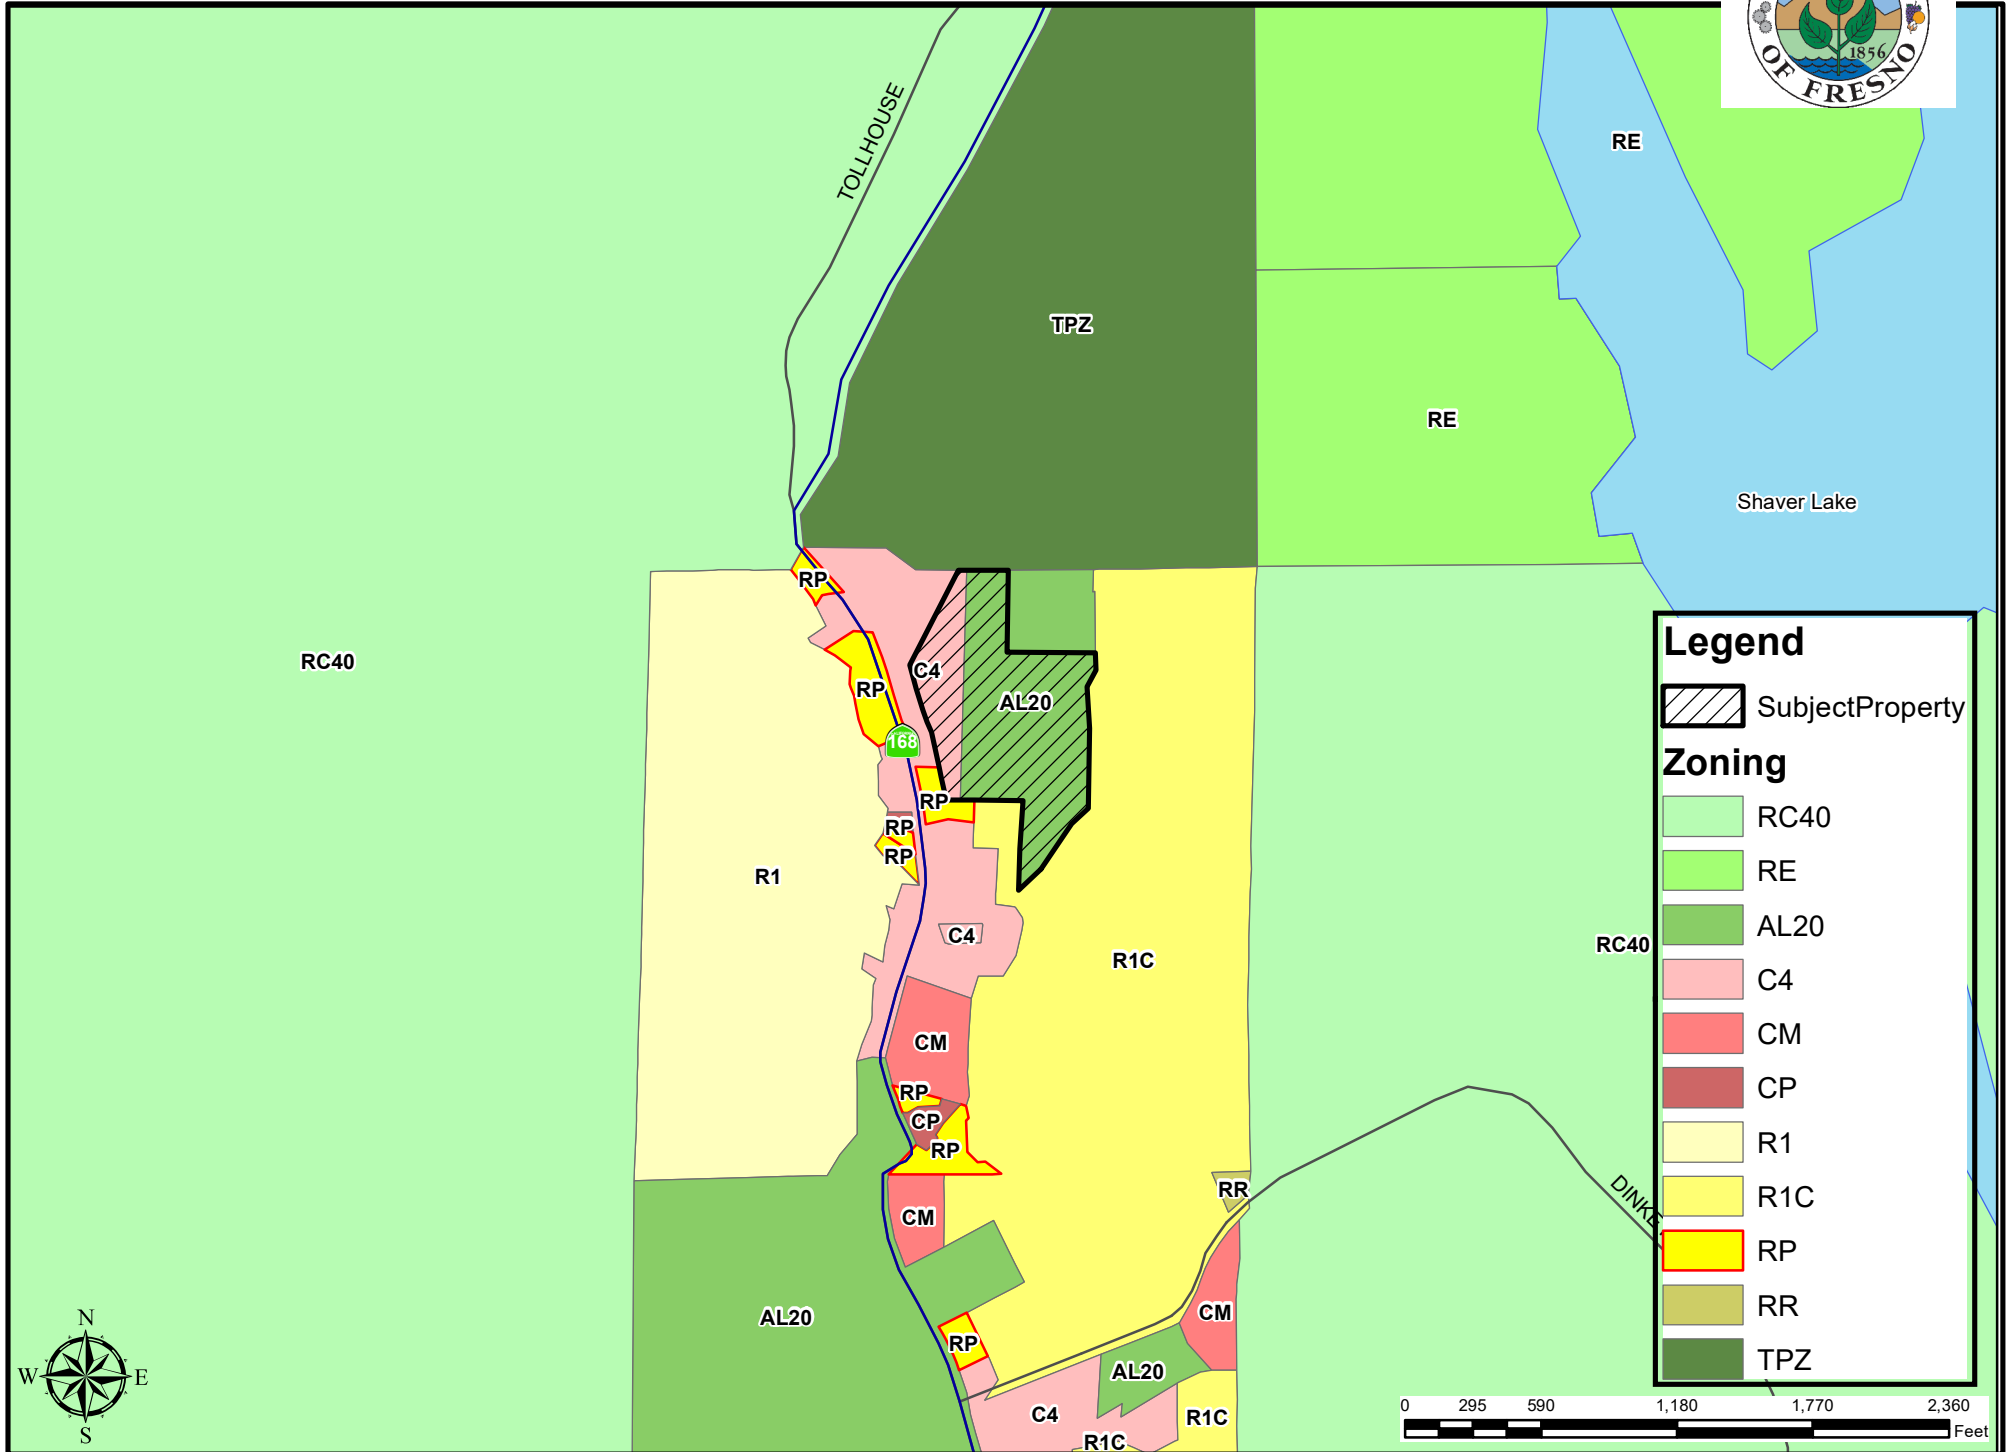 1856
OF FRESNO
TOLLHOUSE
RE
TPZ
RE
Shaver Lake
RP
RC40
C4
RP
AL20
168
RP
RP
RP
R1
C4
R1C
RC40
CM
RP
CP
RP
RR
CM
DINKE
AL20
CM
RP
AL20
C4
R1C
R1C
Legend
SubjectProperty
Zoning
RC40
RE
AL20
C4
CM
CP
R1
R1C
RP
RR
TPZ
N
W E
S
0 295 590 1,180 1,770 2,360
Feet